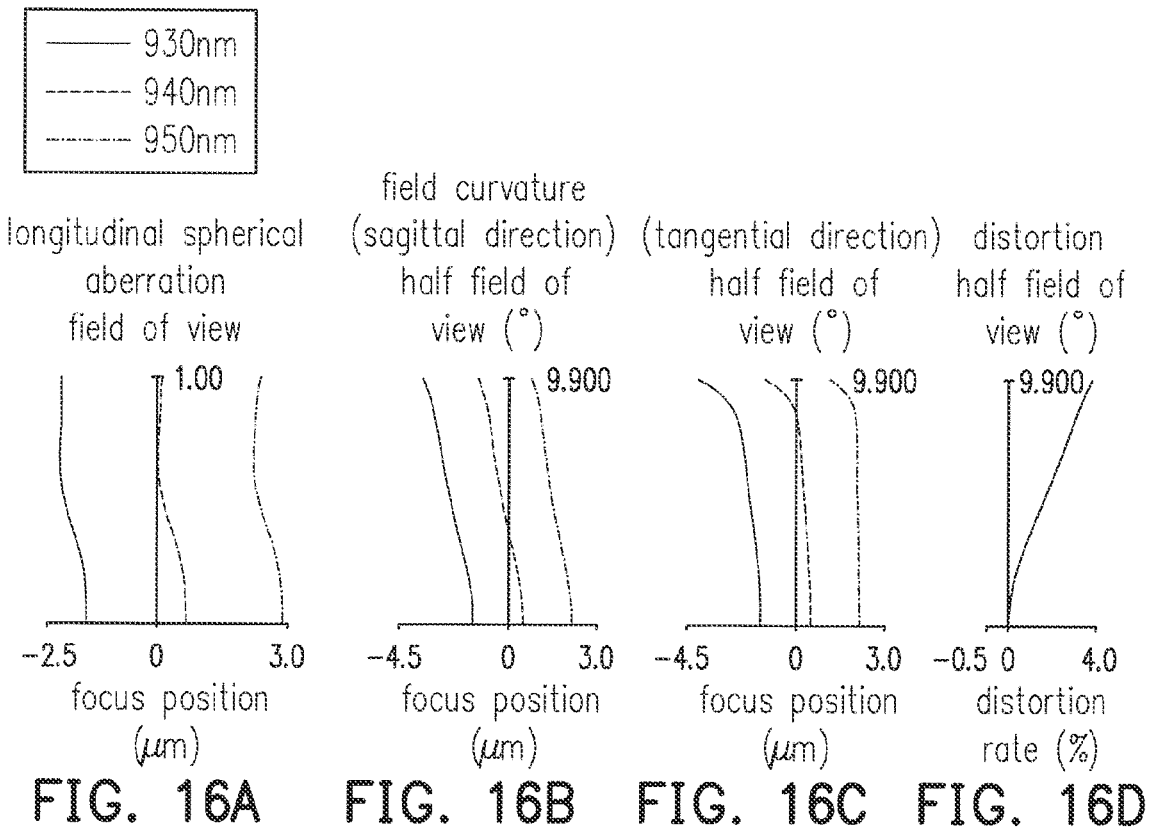 930nm
940nm
950nm
longitudinal spherical
aberration
field of view
1.00
-2.5 0 3.0
focus position
(μm)
FIG. 16A
field curvature
(sagittal direction)
half field of
view (°)
9.900
-4.5 0 3.0
focus position
(μm)
FIG. 16B
(tangential direction)
half field of
view (°)
9.900
-4.5 0 3.0
focus position
(μm)
FIG. 16C
distortion
half field of
view (°)
9.900
-0.5 0 4.0
distortion
rate (%)
FIG. 16D